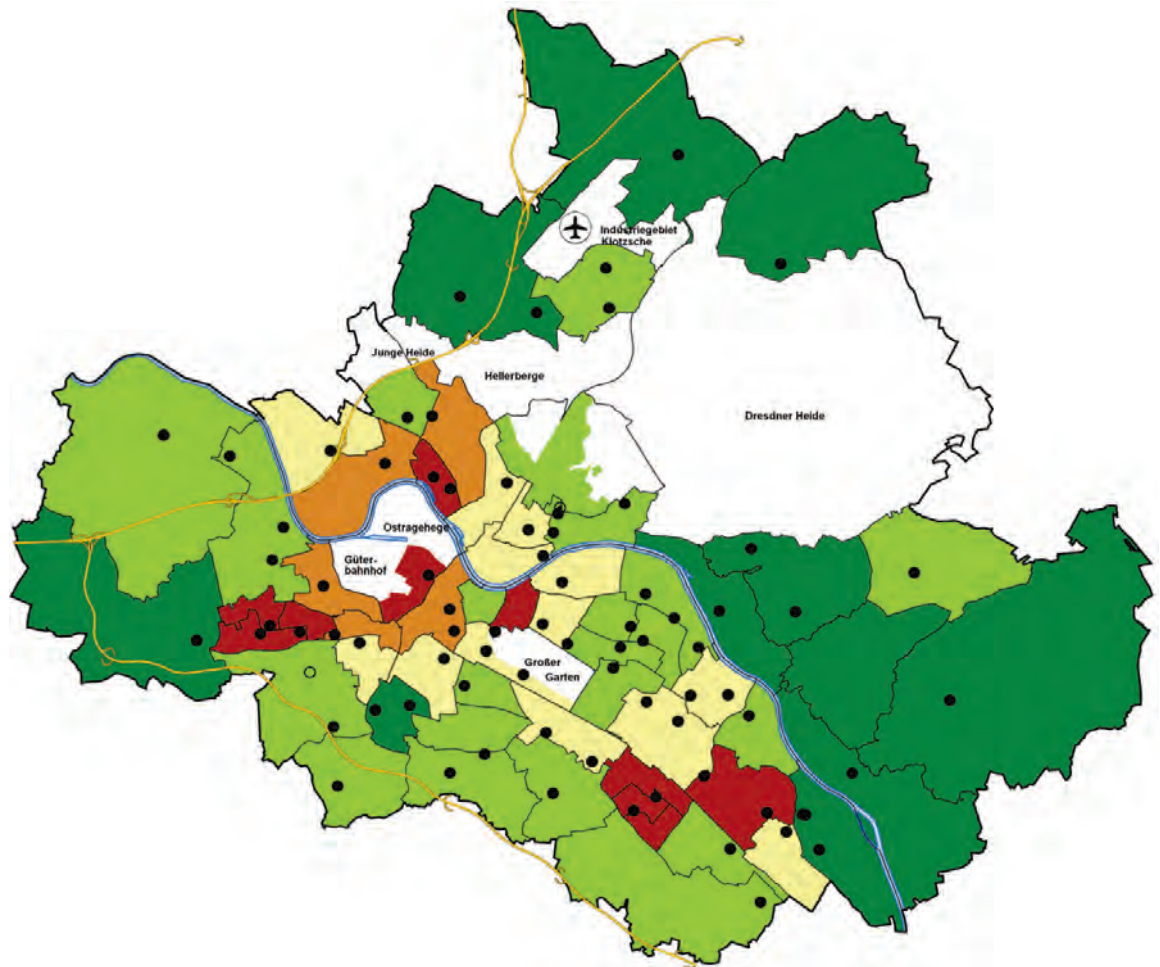 Industriegebiet
Klotzsche
Junge Heide
Hellerberge
Dresdner Heide
Ostragehege
Güter-
bahnhof
Großer
Garten